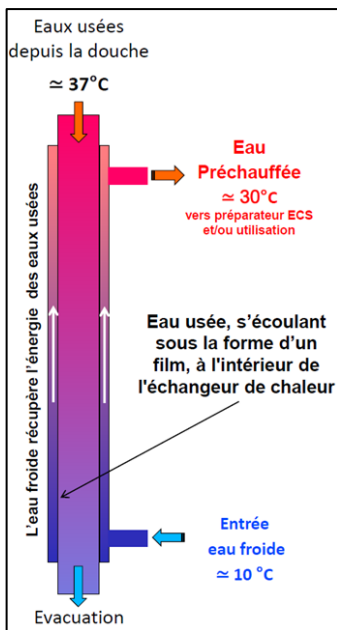 Eaux usées
depuis la douche
≃ 37°C
Eau
Préchauffée
≃ 30°C
vers préparateur ECS
et/ou utilisation
L'eau froide récupère l'énergie des eaux usées
Eau usée, s'écoulant
sous la forme d'un
film, à l'intérieur de
l'échangeur de chaleur
Entrée
eau froide
≃ 10 °C
Evacuation